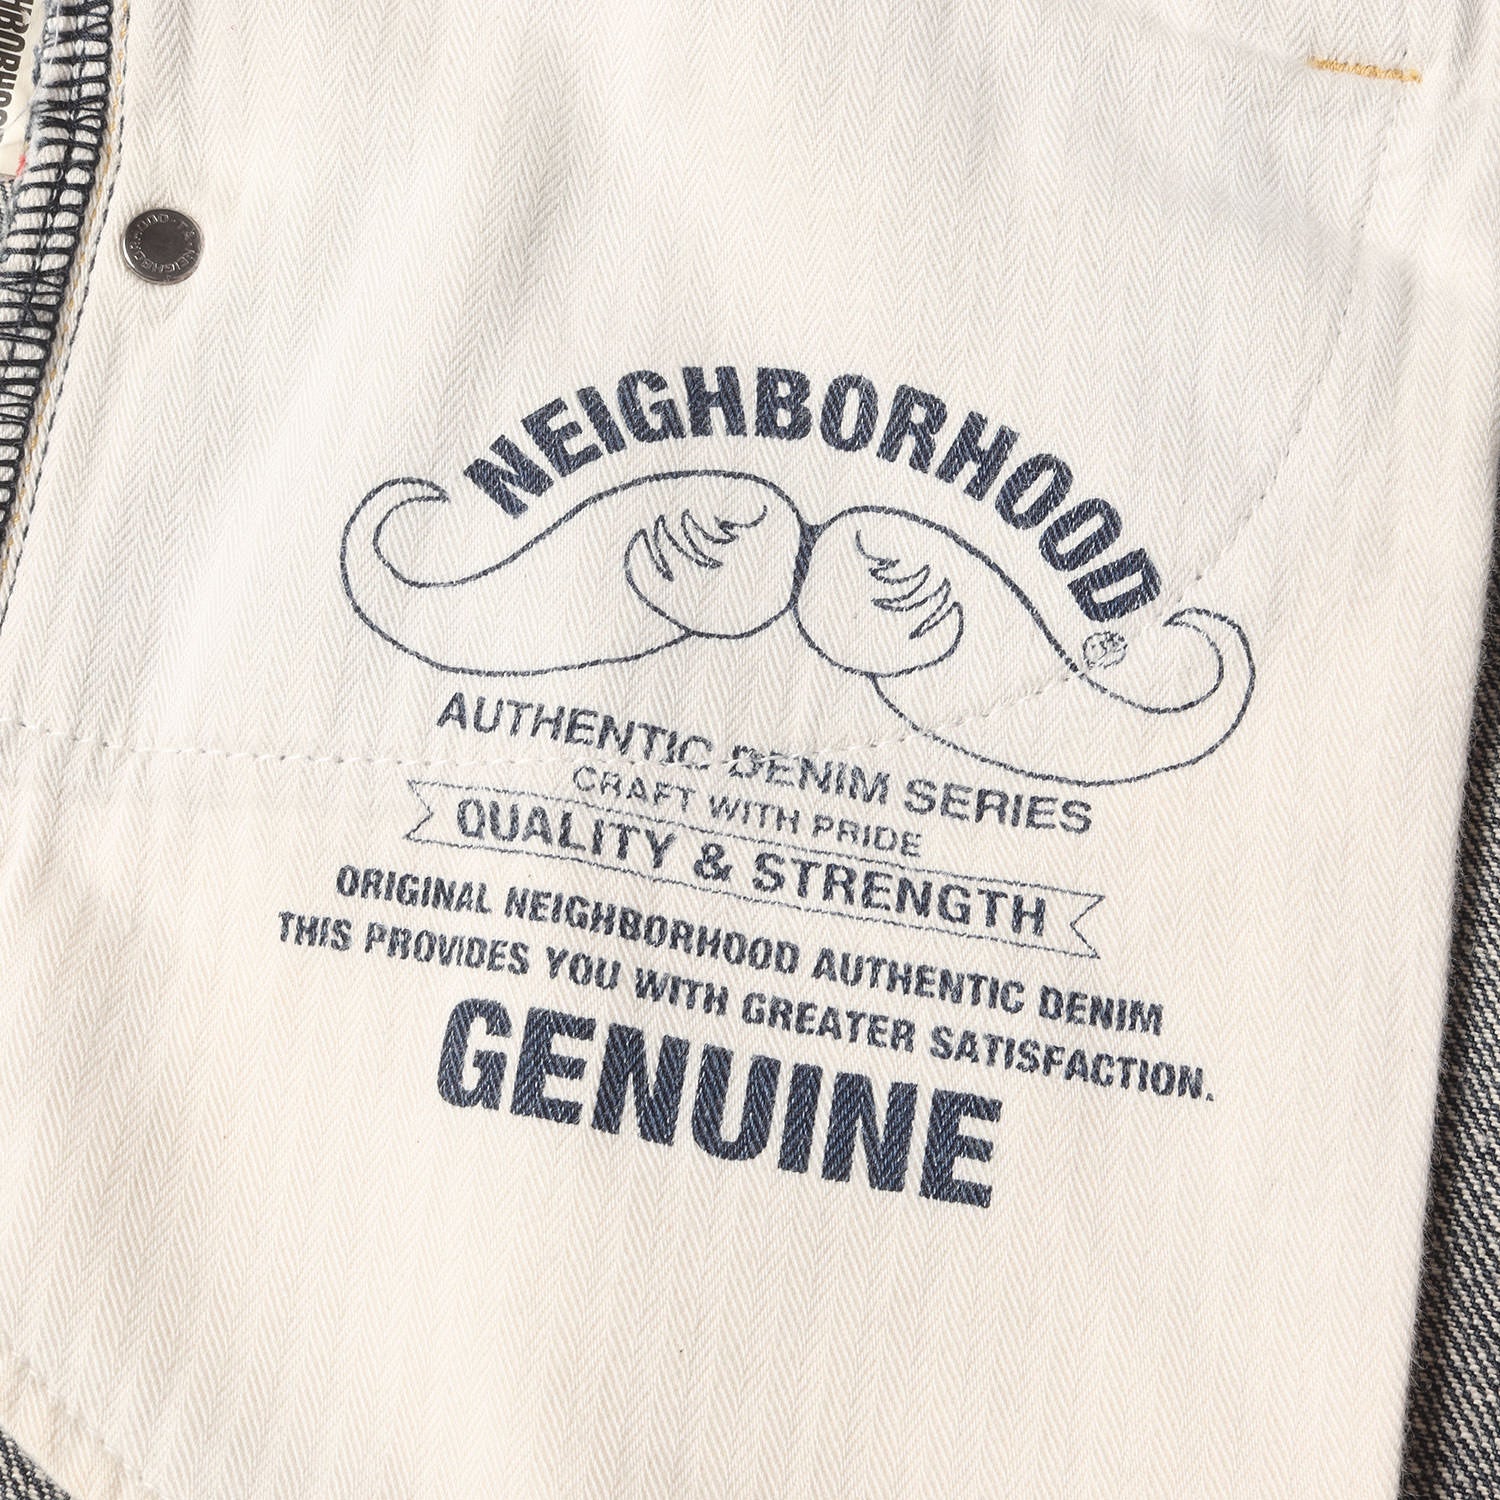 NEIGHBORHOOD
®
AUTHENTIC DENIM SERIES
CRAFT WITH PRIDE
QUALITY & STRENGTH
ORIGINAL NEIGHBORHOOD AUTHENTIC DENIM
THIS PROVIDES YOU WITH GREATER SATISFACTION.
GENUINE